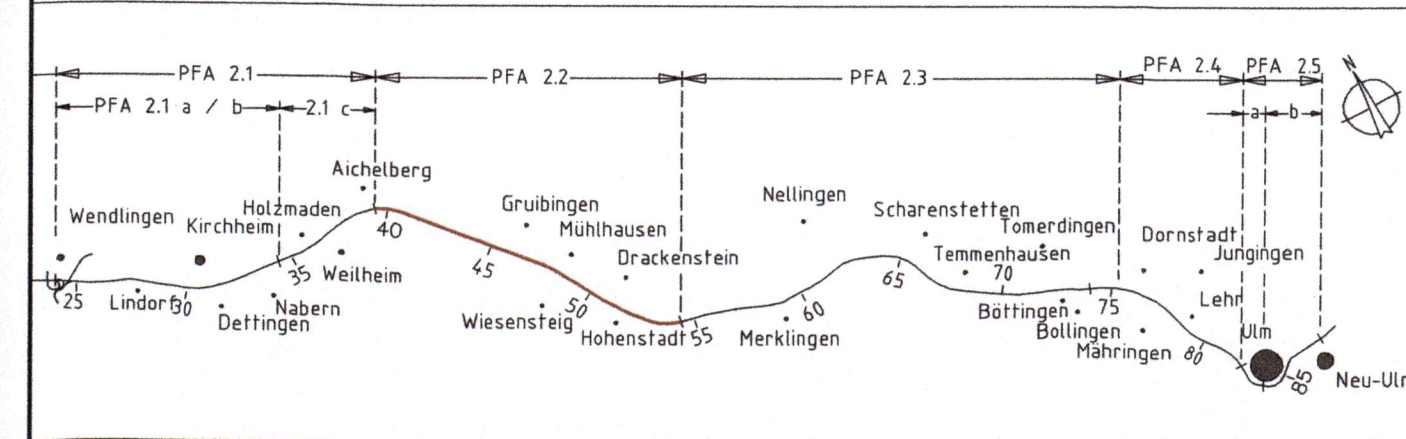 PFA 2.1 PFA 2.2 PFA 2.3 PFA 2.4 PFA 2.5
PFA 2.1 a / b 2.1 c a b
N
Aichelberg
Wendlingen Kirchheim Holzmaden Gruibingen Nellingen Scharenstetten Tomerdingen Dornstadt
Mühlhausen Temmenhausen Jungingen
40 Drackenstein
35 Weilheim 45 65 70
25 Lindorf 30 Nabern 50 60 75 Lehr
Dettingen Wiesensteig Böttingen
Hohenstadt 55 Merklingen Bollingen Ulm
Mähringen 80
85 Neu-Ul